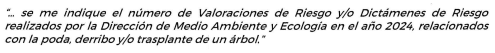 "... se me indique el número de Valoraciones de Riesgo y/o Dictámenes de Riesgo
realizados por la Dirección de Medio Ambiente y Ecología en el año 2024, relacionados
con la poda, derribo y/o trasplante de un árbol."